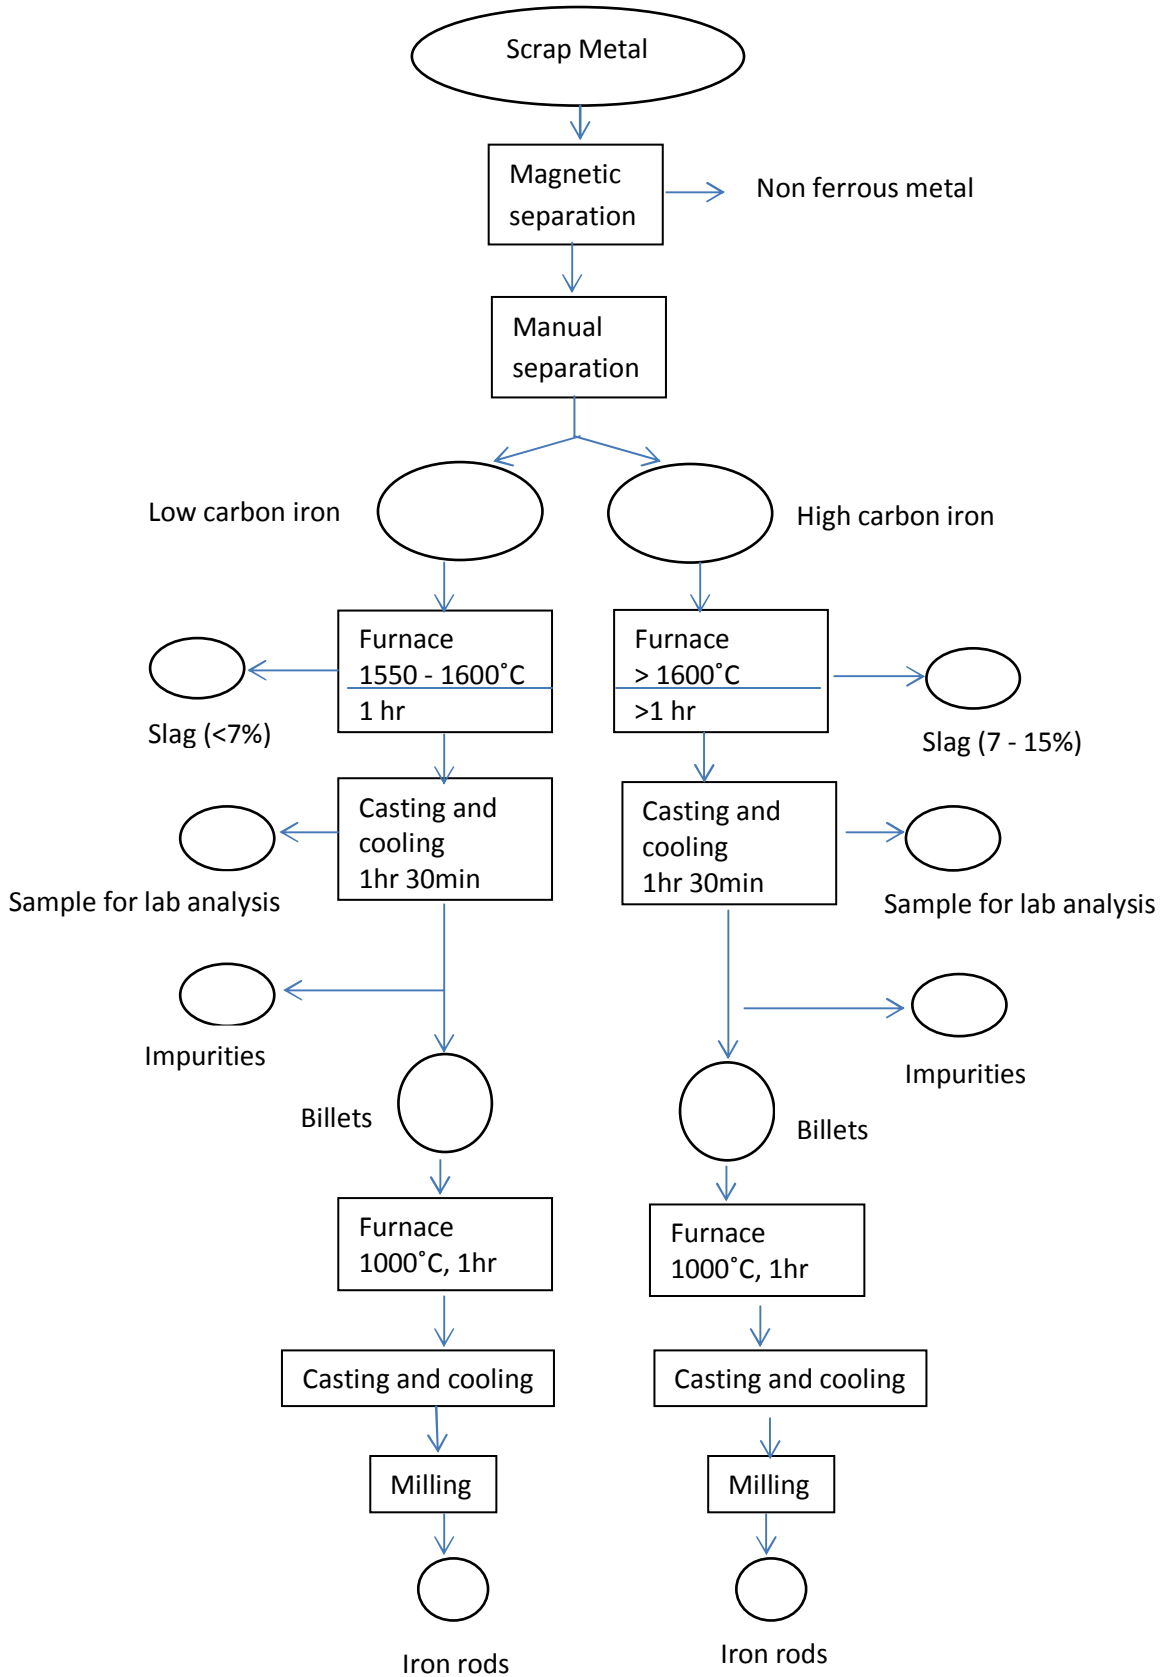 Scrap Metal
Magnetic
separation
Non ferrous metal
Manual
separation
Low carbon iron
High carbon iron
Furnace
1550 - 1600˚C
1 hr
Furnace
> 1600˚C
>1 hr
Slag (<7%)
Slag (7 - 15%)
Casting and
cooling
1hr 30min
Casting and
cooling
1hr 30min
Sample for lab analysis
Sample for lab analysis
Impurities
Impurities
Billets
Billets
Furnace
1000˚C, 1hr
Furnace
1000˚C, 1hr
Casting and cooling
Casting and cooling
Milling
Milling
Iron rods
Iron rods